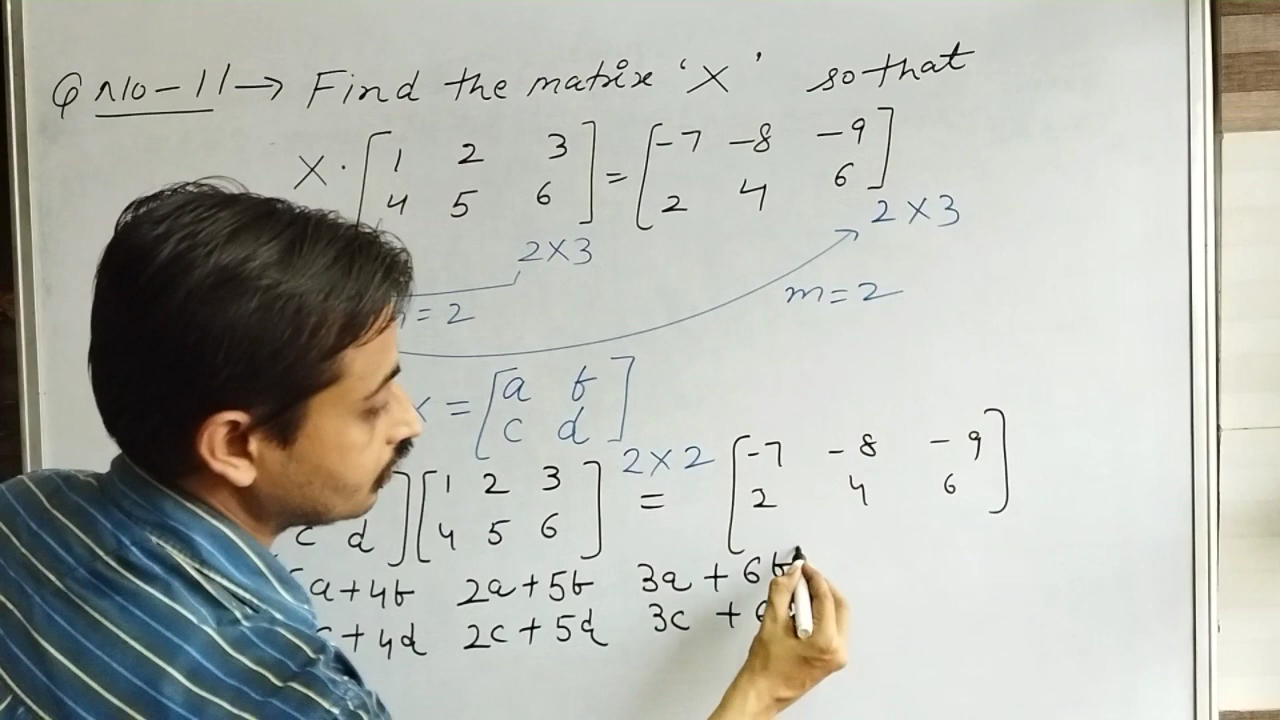 Q N10-11 → Find the matrix 'X' so that
X · [1 2 3] = [-7 -8 -9]
[4 5 6] [2 4 6]
2×3 2×3
= 2 m=2
x = [a b]
[c d] 2×2
[1 2 3] = [-7 -8 -9]
c d] [4 5 6] [2 4 6]
a+4b 2a+5b 3a+6b
+4d 2c+5d 3c+6